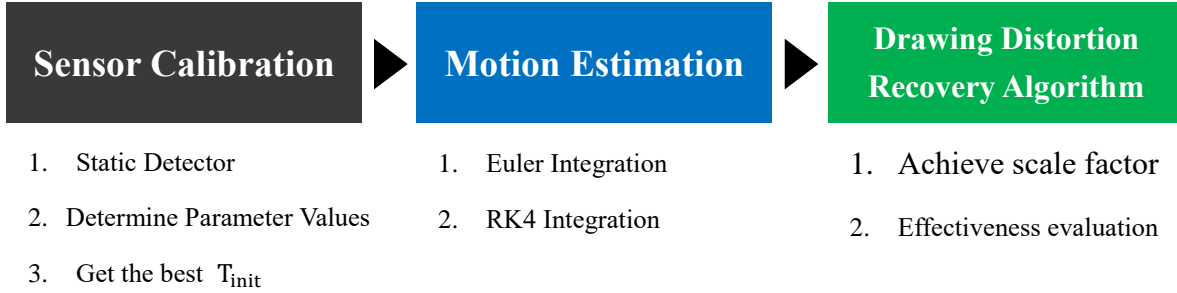 Sensor Calibration
1. Static Detector
2. Determine Parameter Values
3. Get the best T_init
Motion Estimation
1. Euler Integration
2. RK4 Integration
Drawing Distortion
Recovery Algorithm
1. Achieve scale factor
2. Effectiveness evaluation